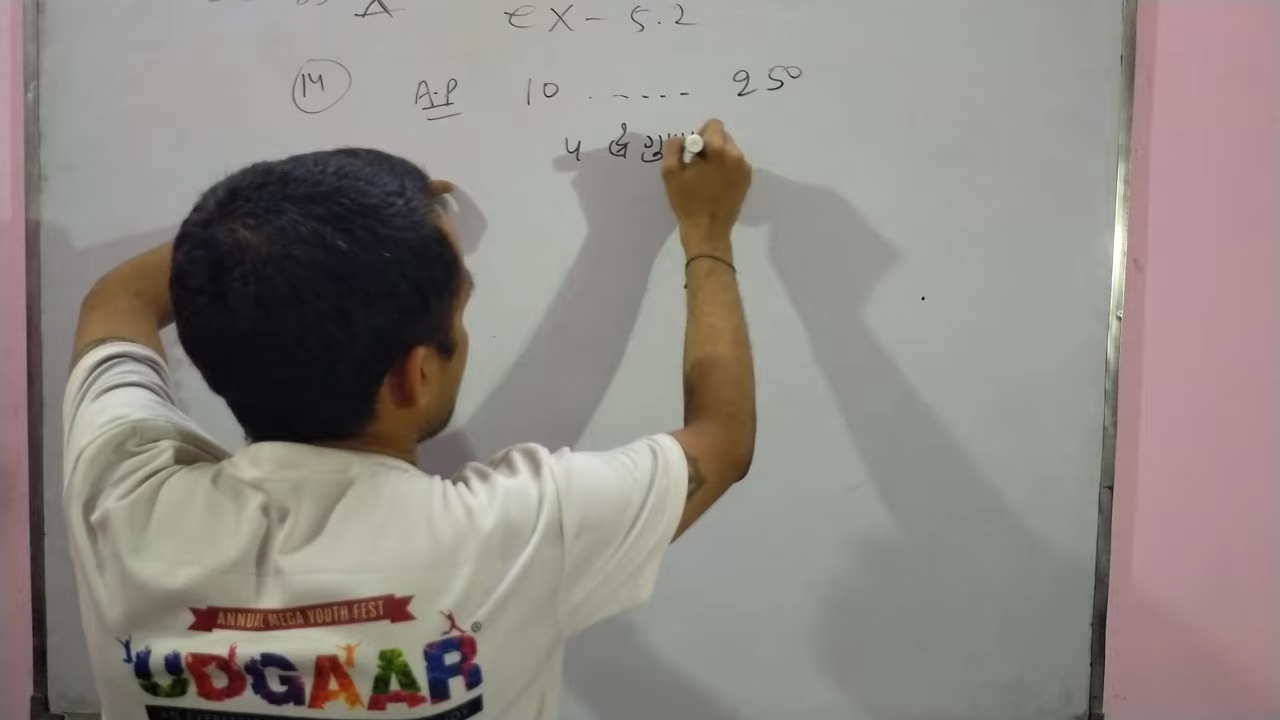 ex - 5.2
14 A.P 10 ...... 250
4 के गु
ANNUAL MEGA YOUTH FEST
UDGAAR ®